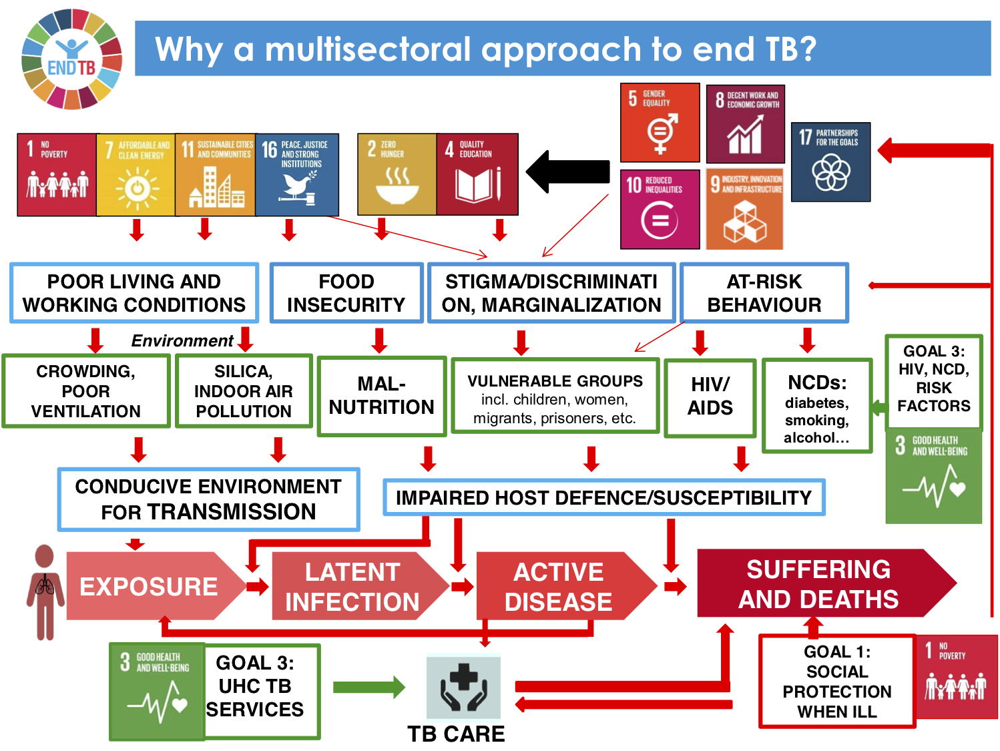 END TB
Why a multisectoral approach to end TB?
1 NO
POVERTY
7 AFFORDABLE AND
CLEAN ENERGY
11 SUSTAINABLE CITIES
AND COMMUNITIES
16 PEACE, JUSTICE
AND STRONG
INSTITUTIONS
2 ZERO
HUNGER
4 QUALITY
EDUCATION
5 GENDER
EQUALITY
8 DECENT WORK AND
ECONOMIC GROWTH
10 REDUCED
INEQUALITIES
9 INDUSTRY, INNOVATION
AND INFRASTRUCTURE
17 PARTNERSHIPS
FOR THE GOALS
POOR LIVING AND
WORKING CONDITIONS
FOOD
INSECURITY
STIGMA/DISCRIMINATI
ON, MARGINALIZATION
AT-RISK
BEHAVIOUR
Environment
CROWDING,
POOR
VENTILATION
SILICA,
INDOOR AIR
POLLUTION
MAL-
NUTRITION
VULNERABLE GROUPS
incl. children, women,
migrants, prisoners, etc.
HIV/
AIDS
NCDs:
diabetes,
smoking,
alcohol...
GOAL 3:
HIV, NCD,
RISK
FACTORS
3 GOOD HEALTH
AND WELL-BEING
CONDUCIVE ENVIRONMENT
FOR TRANSMISSION
IMPAIRED HOST DEFENCE/SUSCEPTIBILITY
EXPOSURE
LATENT
INFECTION
ACTIVE
DISEASE
SUFFERING
AND DEATHS
3 GOOD HEALTH
AND WELL-BEING
GOAL 3:
UHC TB
SERVICES
TB CARE
GOAL 1:
SOCIAL
PROTECTION
WHEN ILL
1 NO
POVERTY